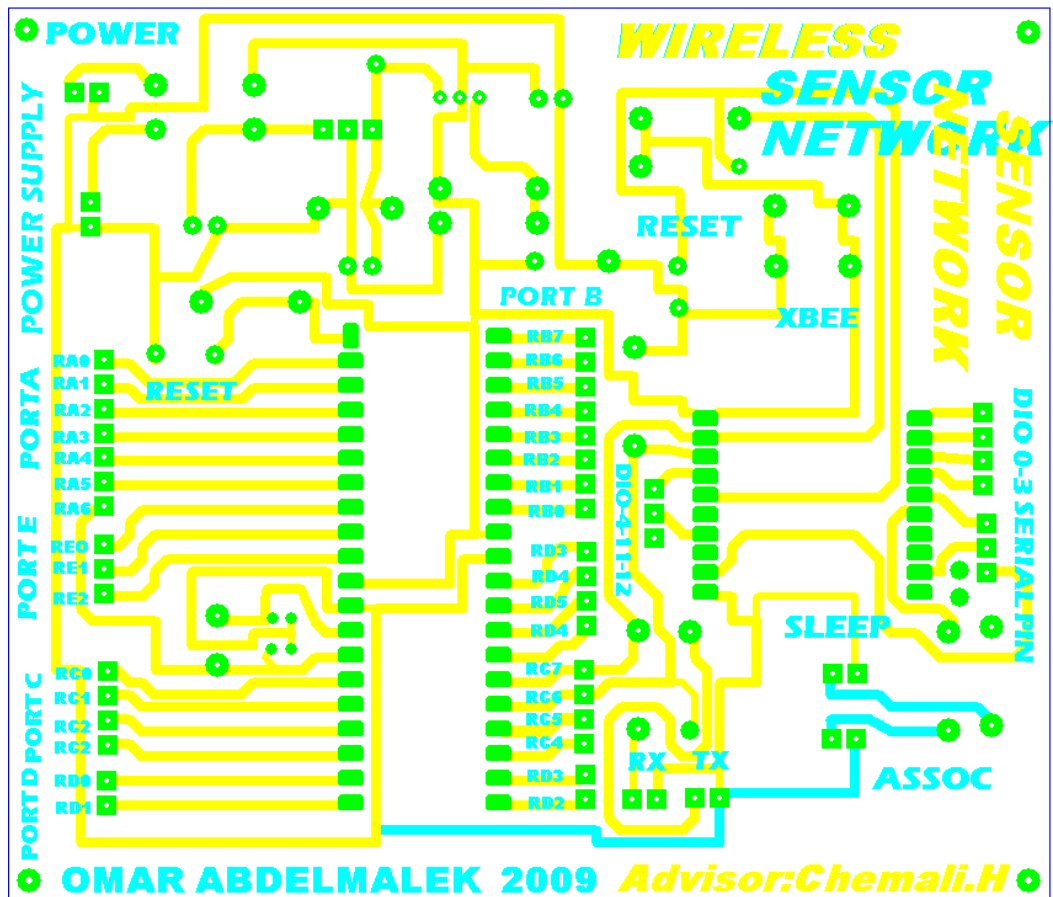 POWER
WIRELESS
SENSOR
NETWORK
SENSOR
NETWORK
POWER SUPPLY
RESET
PORT B
XBEE
RB7
RB6
RB5
RB4
RB3
RB2
RB1
RB0
RA0
RA1
RA2
RA3
RA4
RA5
RA6
RESET
PORTA
PORT E
RE0
RE1
RE2
DIO-4-11-12
DIO 0-3 SERIAL PIN
RD3
RD4
RD5
RD4
RC7
RC6
RC5
RC4
RD3
RD2
SLEEP
PORT C
RC0
RC1
RC2
RC2
PORT D
RD0
RD1
RX
TX
ASSOC
OMAR ABDELMALEK 2009
Advisor:Chemali.H